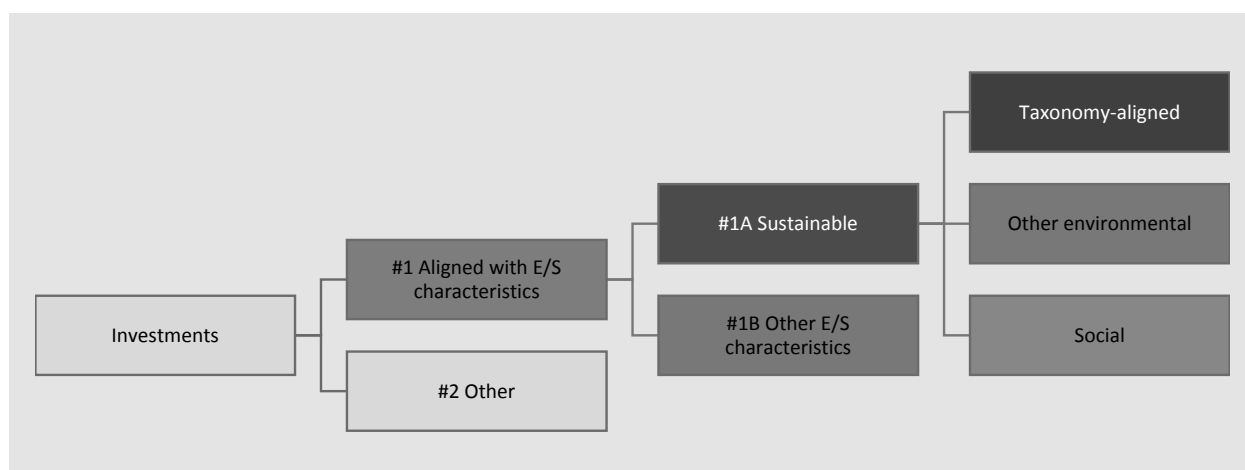 Taxonomy-aligned
#1A Sustainable
Other environmental
#1 Aligned with E/S
characteristics
Investments
#1B Other E/S
characteristics
Social
#2 Other